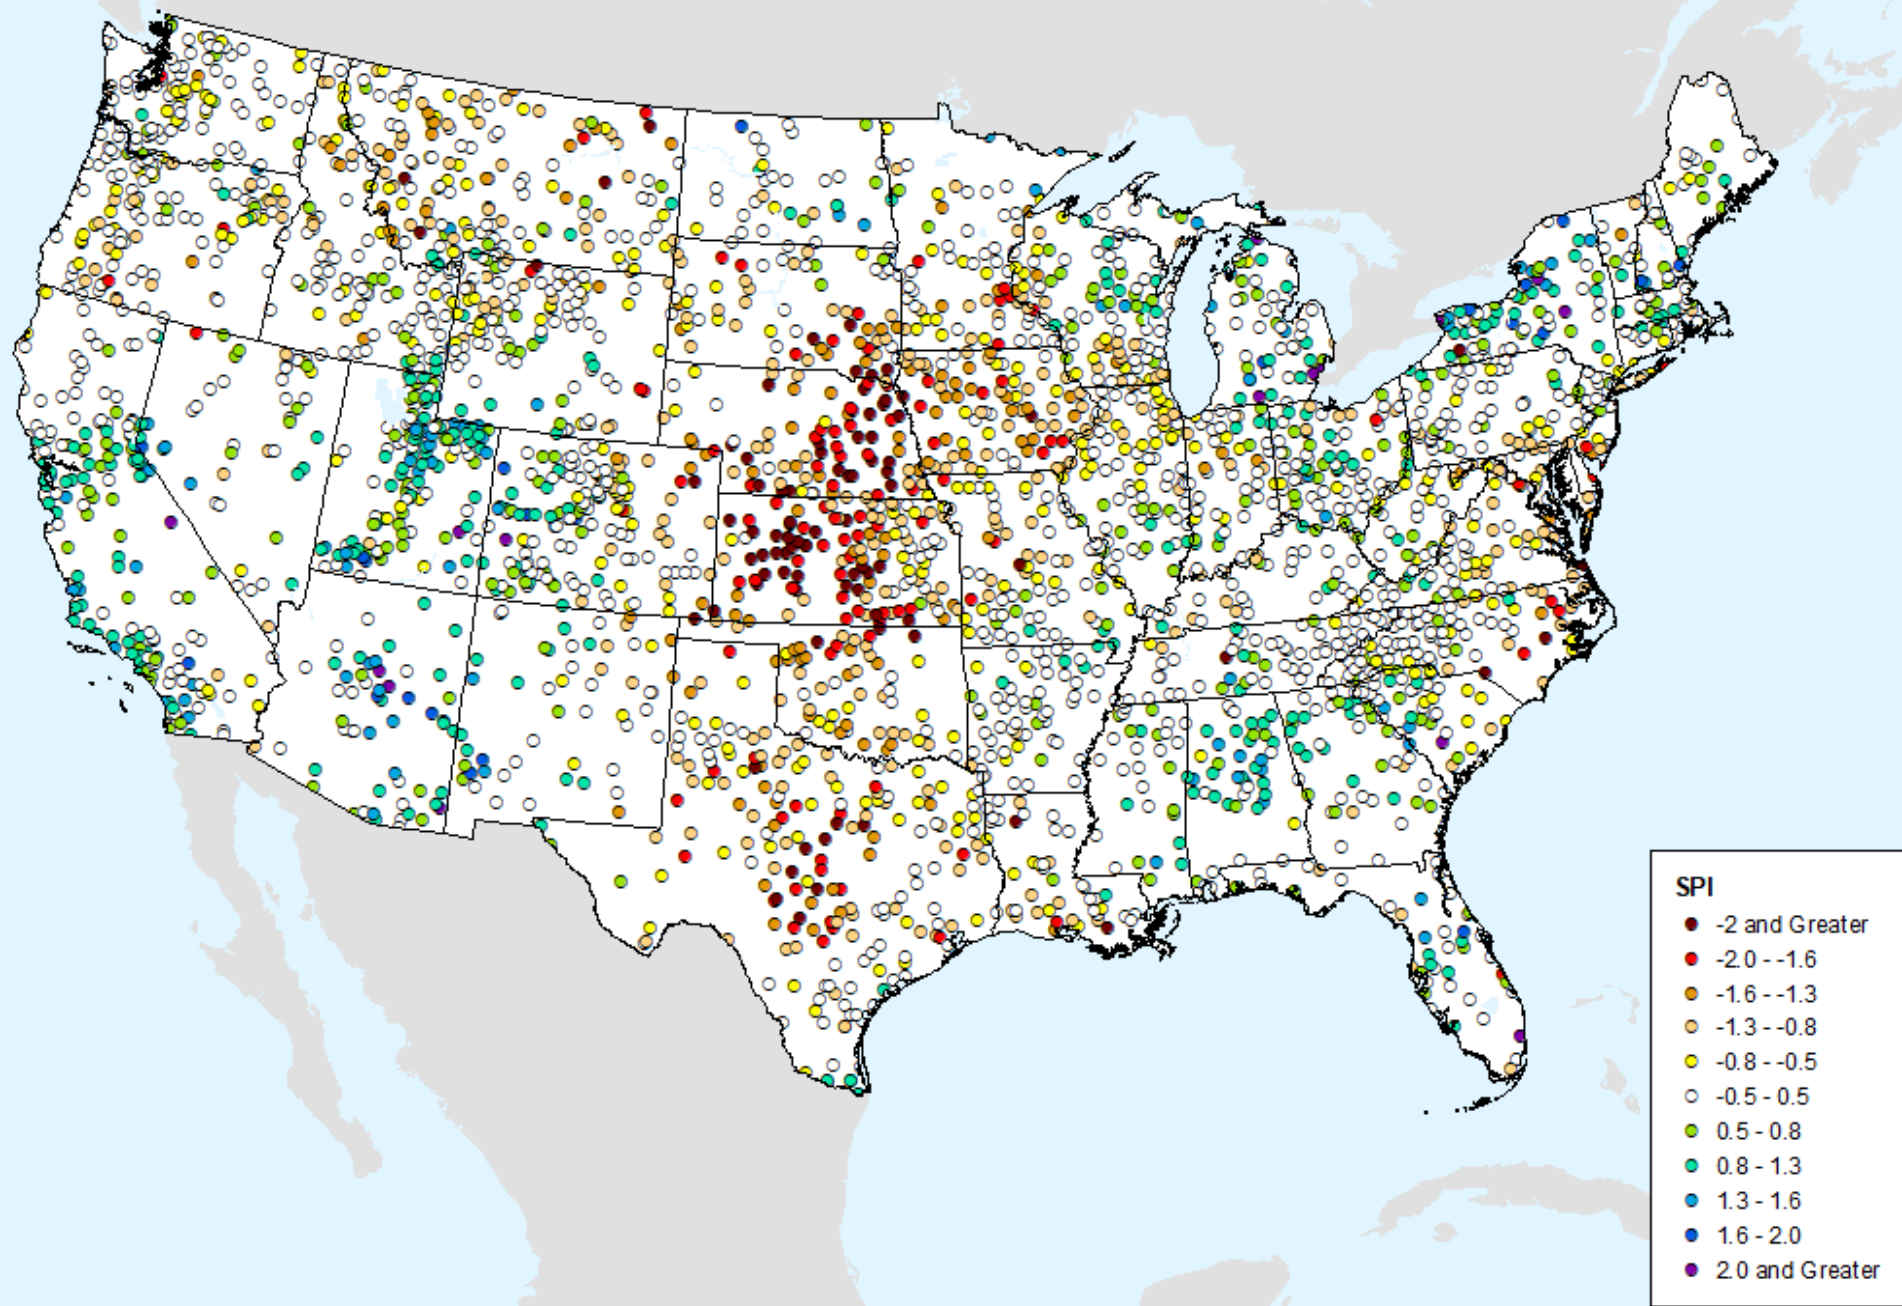 SPI
-2 and Greater
-2.0 - -1.6
-1.6 - -1.3
-1.3 - -0.8
-0.8 - -0.5
-0.5 - 0.5
0.5 - 0.8
0.8 - 1.3
1.3 - 1.6
1.6 - 2.0
2.0 and Greater